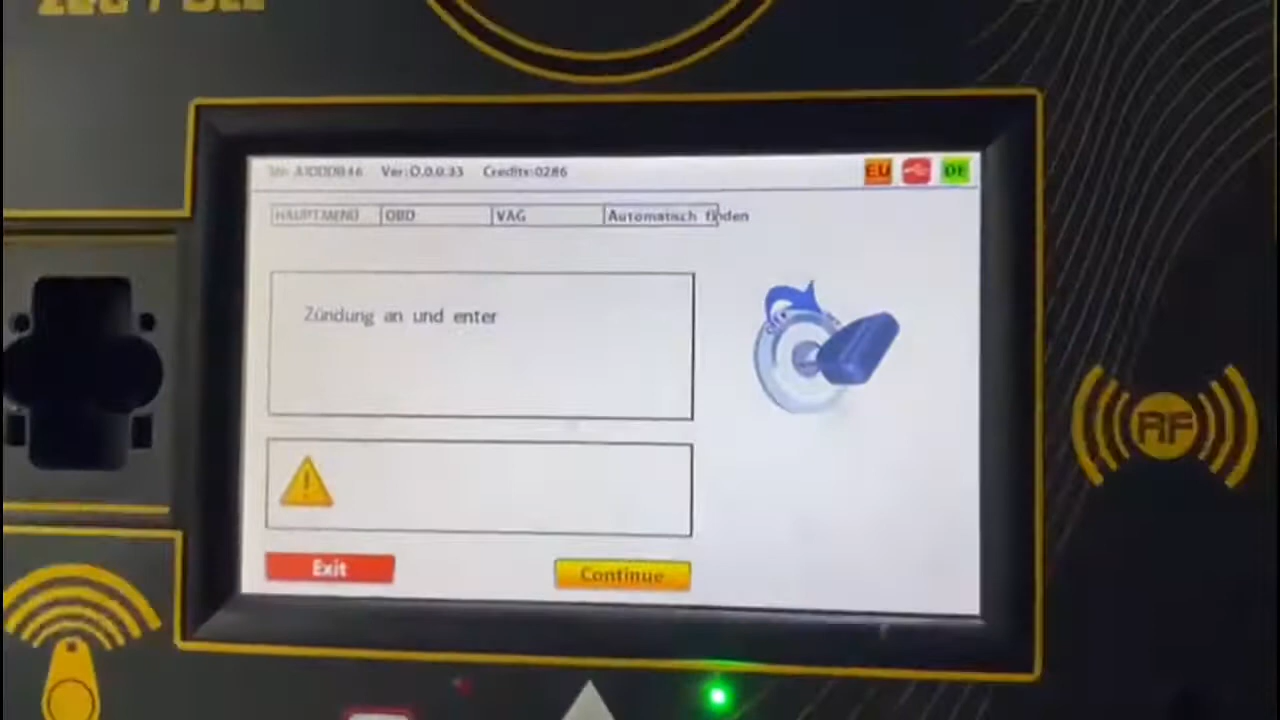 Ver:0.0.0.33 Credits:0286
EU DE
HAUPTMENÜ OBD VAG Automatisch finden
Zündung an und enter
Exit
Continue
RF